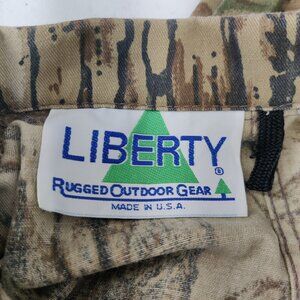 LIBERTY
®
RUGGED OUTDOOR GEAR
MADE IN U.S.A.